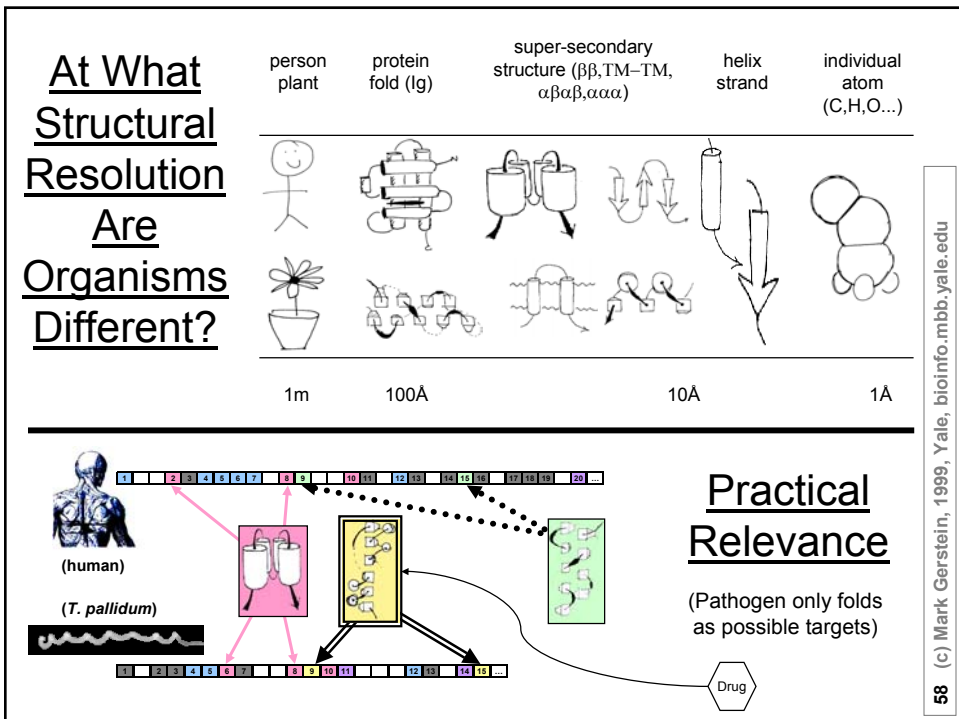 At What
Structural
Resolution
Are
Organisms
Different?
person
plant
protein
fold (Ig)
super-secondary
structure (ββ,TM–TM,
αβαβ,ααα)
helix
strand
individual
atom
(C,H,O...)
1m
100Å
10Å
1Å
1 2 3 4 5 6 7 8 9 10 11 12 13 14 15 16 17 18 19 20 ...
(human)
(T. pallidum)
1 2 3 4 5 6 7 8 9 10 11 12 13 14 15 ...
Practical
Relevance
(Pathogen only folds
as possible targets)
Drug
58 (c) Mark Gerstein, 1999, Yale, bioinfo.mbb.yale.edu